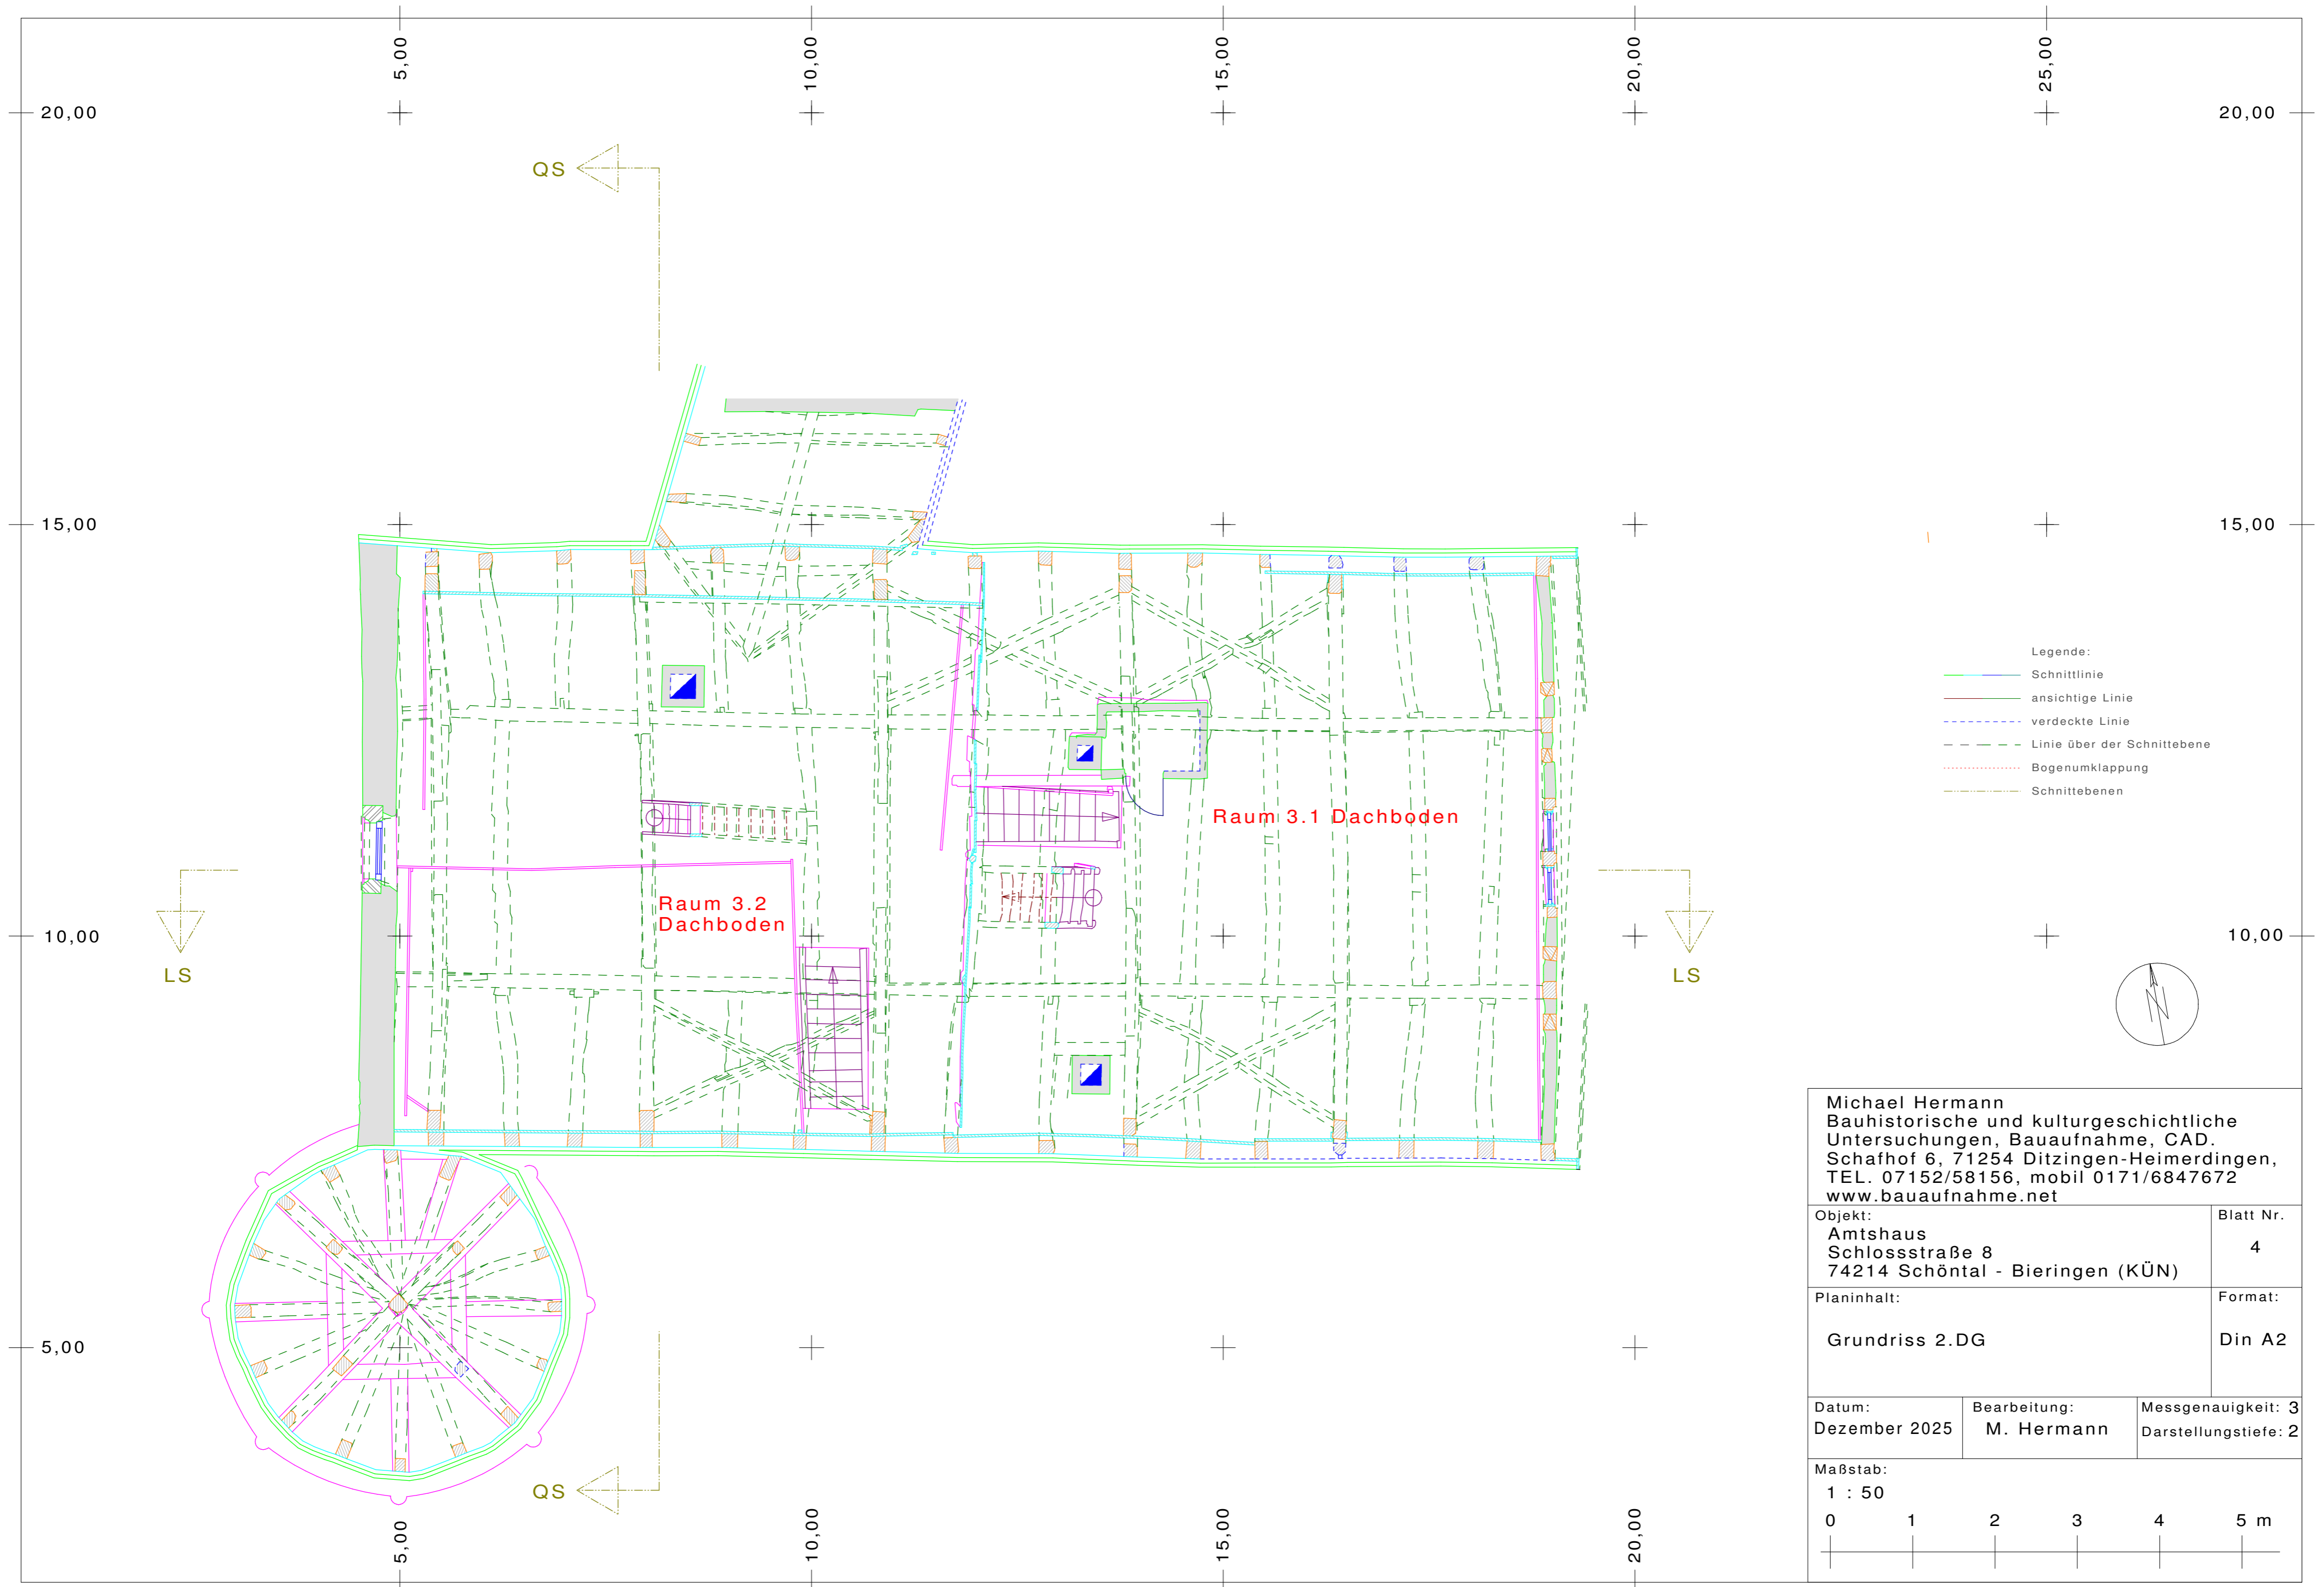 5,00
10,00
15,00
20,00
25,00
20,00
20,00
QS
15,00
15,00
Legende:
Schnittlinie
ansichtige Linie
verdeckte Linie
Linie über der Schnittebene
Bogenumklappung
Schnittebenen
Raum 3.1 Dachboden
Raum 3.2
Dachboden
10,00
10,00
LS
LS
N
Michael Hermann
Bauhistorische und kulturgeschichtliche
Untersuchungen, Bauaufnahme, CAD.
Schafhof 6, 71254 Ditzingen-Heimerdingen,
TEL. 07152/58156, mobil 0171/6847672
www.bauaufnahme.net
Objekt:
Amtshaus
Schlossstraße 8
74214 Schöntal - Bieringen (KÜN)
Blatt Nr.
4
Planinhalt:
Grundriss 2.DG
Format:
Din A2
5,00
Datum:
Dezember 2025
Bearbeitung:
M. Hermann
Messgenauigkeit: 3
Darstellungstiefe: 2
Maßstab:
1 : 50
0 1 2 3 4 5 m
QS
5,00
10,00
15,00
20,00